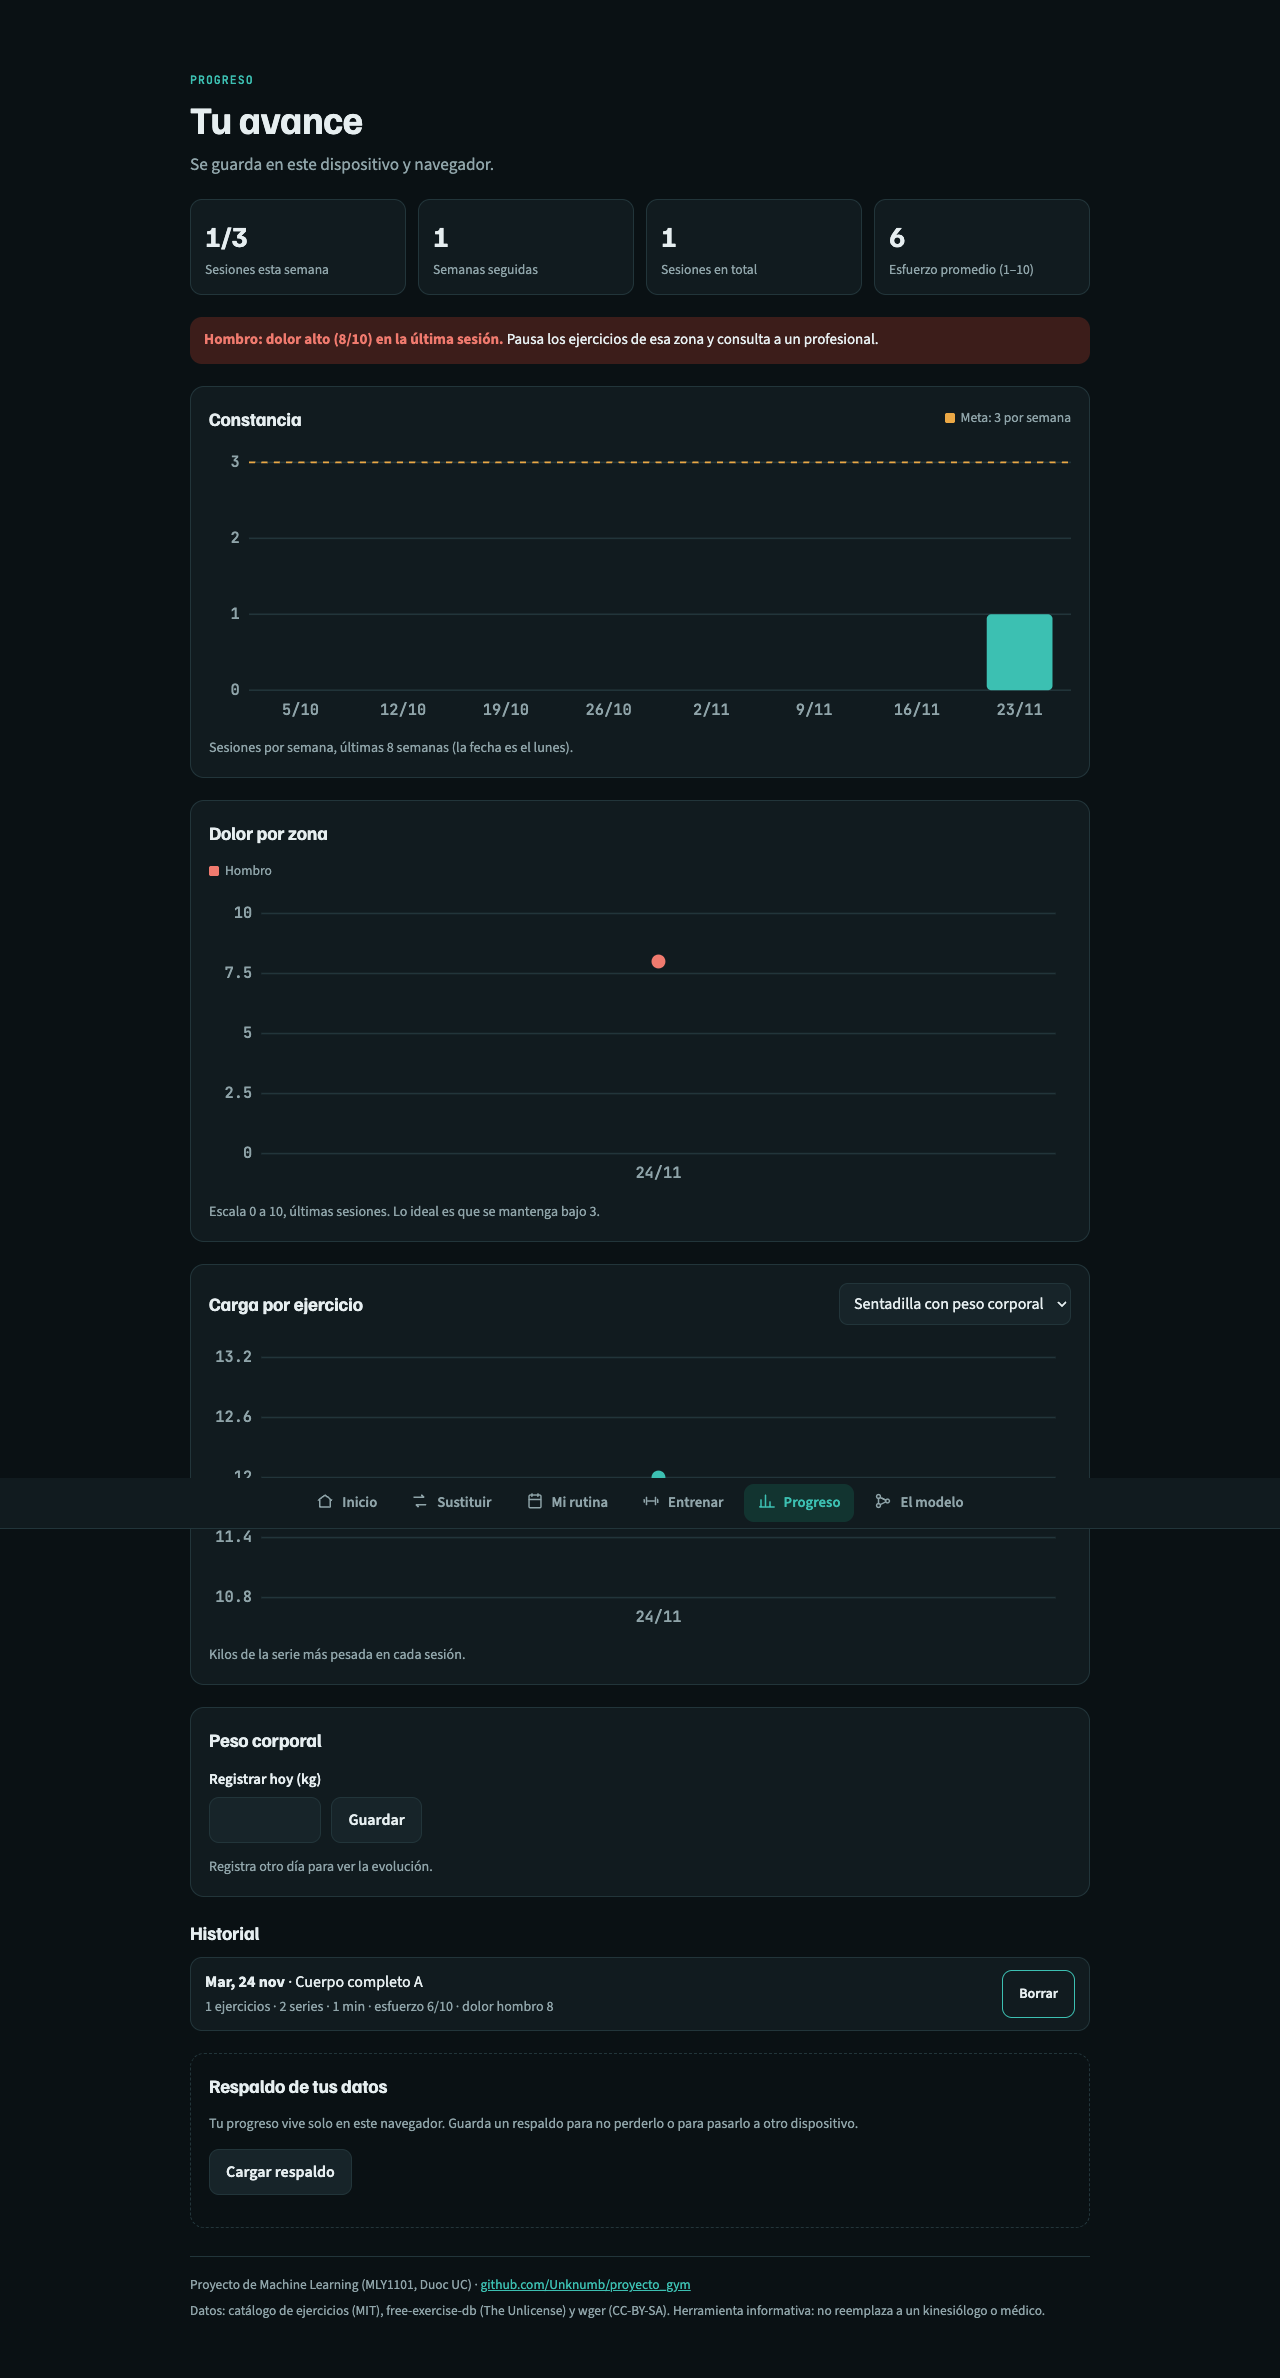 PROGRESO
Tu avance
Se guarda en este dispositivo y navegador.
1/3
Sesiones esta semana
1
Semanas seguidas
1
Sesiones en total
6
Esfuerzo promedio (1–10)
Hombro: dolor alto (8/10) en la última sesión. Pausa los ejercicios de esa zona y consulta a un profesional.
Constancia
Meta: 3 por semana
3
2
1
0
5/10 12/10 19/10 26/10 2/11 9/11 16/11 23/11
Sesiones por semana, últimas 8 semanas (la fecha es el lunes).
Dolor por zona
Hombro
10
7.5
5
2.5
0
24/11
Escala 0 a 10, últimas sesiones. Lo ideal es que se mantenga bajo 3.
Carga por ejercicio
Sentadilla con peso corporal
13.2
12.6
12
Inicio Sustituir Mi rutina Entrenar Progreso El modelo
11.4
10.8
24/11
Kilos de la serie más pesada en cada sesión.
Peso corporal
Registrar hoy (kg)
Guardar
Registra otro día para ver la evolución.
Historial
Mar, 24 nov · Cuerpo completo A
1 ejercicios · 2 series · 1 min · esfuerzo 6/10 · dolor hombro 8
Borrar
Respaldo de tus datos
Tu progreso vive solo en este navegador. Guarda un respaldo para no perderlo o para pasarlo a otro dispositivo.
Cargar respaldo
Proyecto de Machine Learning (MLY1101, Duoc UC) · github.com/Unknumb/proyecto_gym
Datos: catálogo de ejercicios (MIT), free-exercise-db (The Unlicense) y wger (CC-BY-SA). Herramienta informativa: no reemplaza a un kinesiólogo o médico.